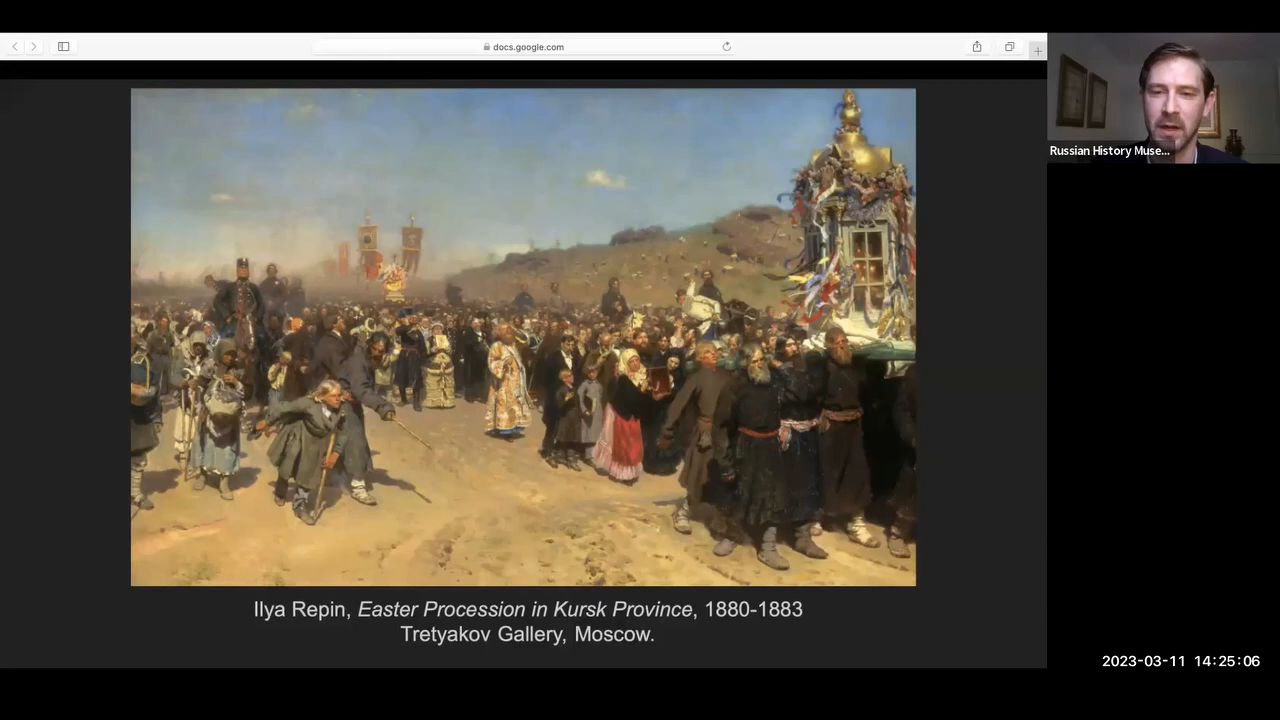 docs.google.com
Russian History Muse...
Ilya Repin, Easter Procession in Kursk Province, 1880-1883
Tretyakov Gallery, Moscow.
2023-03-11 14:25:06